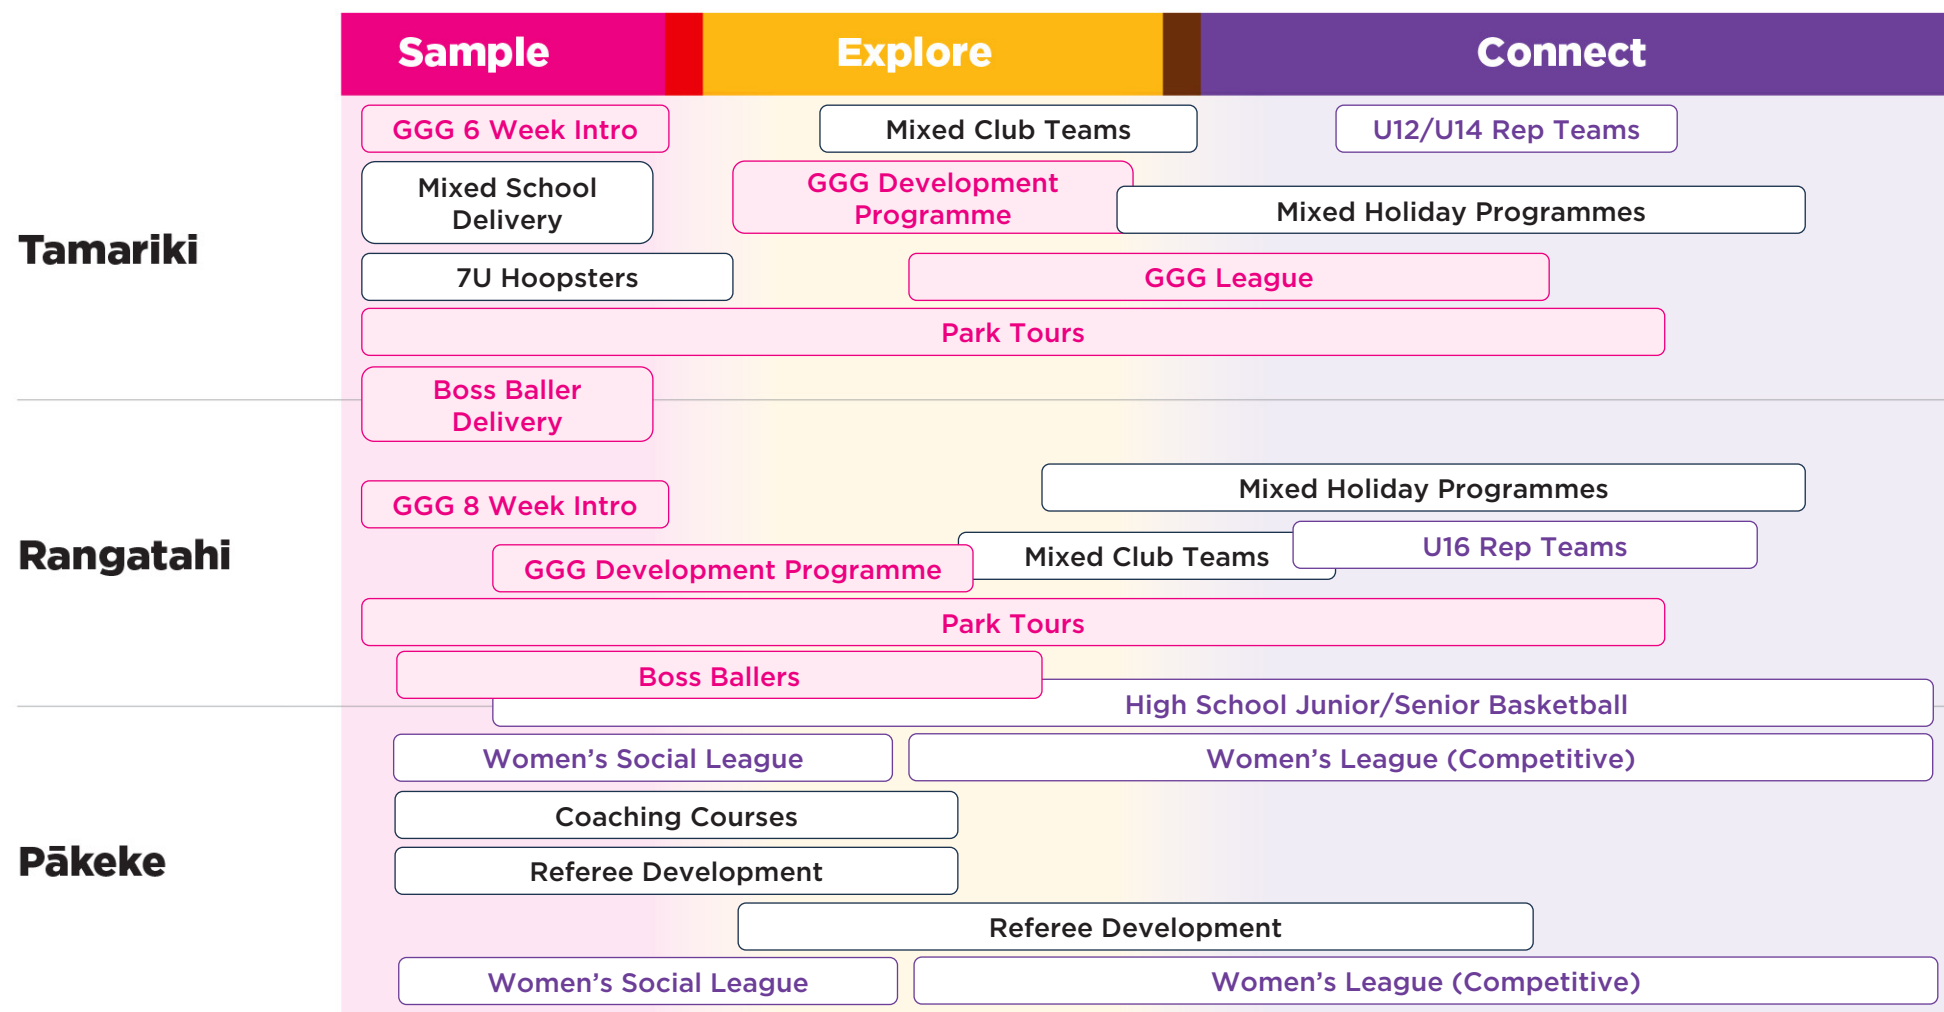 Sample
Explore
Connect
Tamariki
GGG 6 Week Intro
Mixed Club Teams
U12/U14 Rep Teams
Mixed School
Delivery
GGG Development
Programme
Mixed Holiday Programmes
7U Hoopsters
GGG League
Park Tours
Boss Baller
Delivery
Rangatahi
Mixed Holiday Programmes
GGG 8 Week Intro
U16 Rep Teams
Mixed Club Teams
GGG Development Programme
Park Tours
Boss Ballers
High School Junior/Senior Basketball
Pākeke
Women’s Social League
Women’s League (Competitive)
Coaching Courses
Referee Development
Referee Development
Women’s Social League
Women’s League (Competitive)